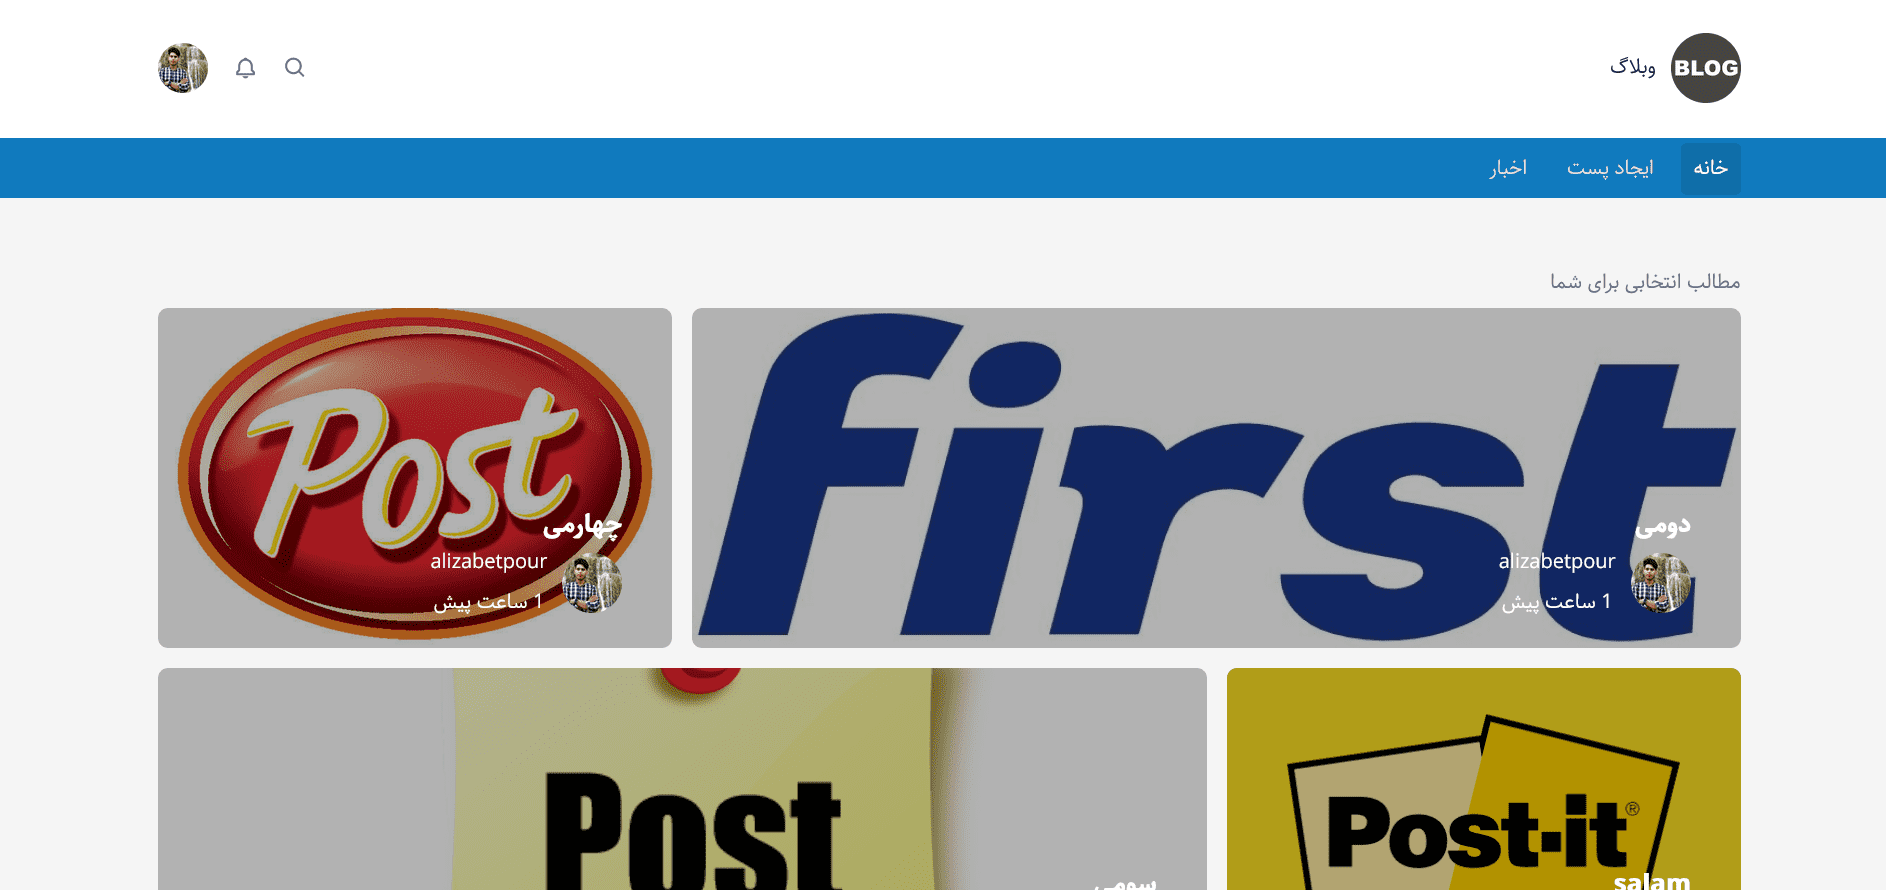 BLOG
وبلاگ
خانه
ایجاد پست
اخبار
مطالب انتخابی برای شما
first
دومی
alizabetpour
1 ساعت پیش
Post
چهارمی
alizabetpour
1 ساعت پیش
Post-it®
salam
Post
سومی